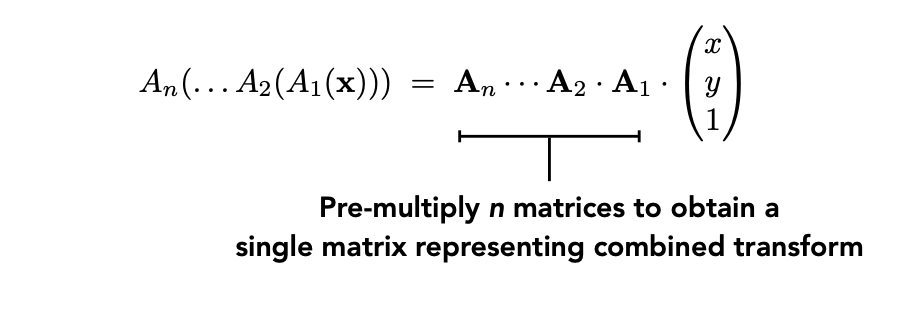 Aₙ(…A₂(A₁(𝐱))) = 𝐀ₙ ⋯ 𝐀₂ · 𝐀₁ · (x y 1)
Pre-multiply n matrices to obtain a
single matrix representing combined transform